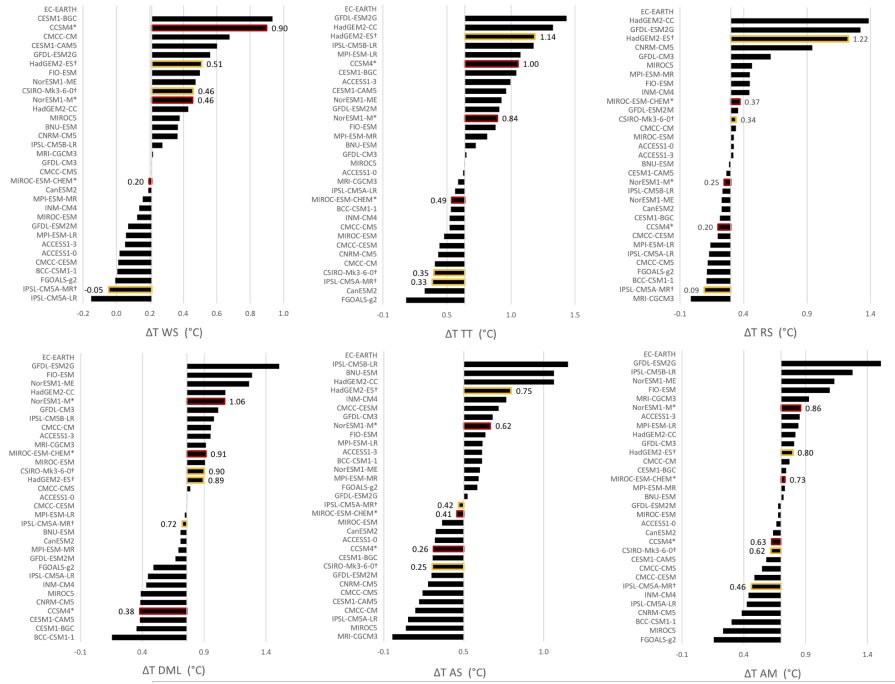 EC-EARTH
CESM1-BGC
CCSM4* 0.90
CMCC-CM
CESM1-CAM5
GFDL-ESM2G
HadGEM2-ES† 0.51
FIO-ESM
NorESM1-ME
CSIRO-Mk3-6-0† 0.46
NorESM1-M* 0.46
HadGEM2-CC
MIROC5
BNU-ESM
CNRM-CM5
IPSL-CM5B-LR
MRI-CGCM3
GFDL-CM3
CMCC-CMS
MIROC-ESM-CHEM* 0.20
CanESM2
MPI-ESM-MR
INM-CM4
MIROC-ESM
GFDL-ESM2M
MPI-ESM-LR
ACCESS1-3
ACCESS1-0
CMCC-CESM
BCC-CSM1-1
FGOALS-g2
IPSL-CM5A-MR† -0.05
IPSL-CM5A-LR
-0.2 0.0 0.2 0.4 0.6 0.8 1.0
ΔT WS (°C)
EC-EARTH
GFDL-ESM2G
HadGEM2-CC
HadGEM2-ES† 1.14
IPSL-CM5B-LR
MPI-ESM-LR
CCSM4* 1.00
CESM1-BGC
ACCESS1-3
CESM1-CAM5
NorESM1-ME
GFDL-ESM2M
NorESM1-M* 0.84
FIO-ESM
MPI-ESM-MR
BNU-ESM
GFDL-CM3
MIROC5
ACCESS1-0
MRI-CGCM3
IPSL-CM5A-LR
MIROC-ESM-CHEM* 0.49
BCC-CSM1-1
INM-CM4
CMCC-CMS
MIROC-ESM
CMCC-CESM
CNRM-CM5
CMCC-CM
CSIRO-Mk3-6-0† 0.35
IPSL-CM5A-MR† 0.33
CanESM2
FGOALS-g2
-0.1 0.5 1.0 1.5
ΔT TT (°C)
EC-EARTH
HadGEM2-CC
GFDL-ESM2G
HadGEM2-ES† 1.22
CNRM-CM5
GFDL-CM3
MIROC5
MPI-ESM-MR
FIO-ESM
INM-CM4
MIROC-ESM-CHEM* 0.37
GFDL-ESM2M
CSIRO-Mk3-6-0† 0.34
CMCC-CM
MIROC-ESM
ACCESS1-0
ACCESS1-3
BNU-ESM
CESM1-CAM5
NorESM1-M* 0.25
IPSL-CM5B-LR
NorESM1-ME
CanESM2
CESM1-BGC
CCSM4* 0.20
CMCC-CESM
MPI-ESM-LR
IPSL-CM5A-LR
CMCC-CMS
FGOALS-g2
BCC-CSM1-1
IPSL-CM5A-MR† 0.09
MRI-CGCM3
-0.1 0.4 0.9 1.4
ΔT RS (°C)
EC-EARTH
GFDL-ESM2G
FIO-ESM
NorESM1-ME
HadGEM2-CC
NorESM1-M* 1.06
GFDL-CM3
IPSL-CM5B-LR
CMCC-CM
ACCESS1-3
MRI-CGCM3
MIROC-ESM-CHEM* 0.91
MIROC-ESM
CSIRO-Mk3-6-0† 0.90
HadGEM2-ES† 0.89
CMCC-CMS
ACCESS1-0
CMCC-CESM
MPI-ESM-LR
IPSL-CM5A-MR† 0.72
BNU-ESM
CanESM2
MPI-ESM-MR
GFDL-ESM2M
FGOALS-g2
IPSL-CM5A-LR
INM-CM4
MIROC5
CNRM-CM5
CCSM4* 0.38
CESM1-CAM5
CESM1-BGC
BCC-CSM1-1
-0.1 0.4 0.9 1.4
ΔT DML (°C)
EC-EARTH
IPSL-CM5B-LR
BNU-ESM
HadGEM2-CC
HadGEM2-ES† 0.75
INM-CM4
CMCC-CESM
GFDL-CM3
NorESM1-M* 0.62
FIO-ESM
MPI-ESM-LR
ACCESS1-3
BCC-CSM1-1
NorESM1-ME
MPI-ESM-MR
FGOALS-g2
GFDL-ESM2G
IPSL-CM5A-MR† 0.42
MIROC-ESM-CHEM* 0.41
MIROC-ESM
CanESM2
ACCESS1-0
CCSM4* 0.26
CESM1-BGC
CSIRO-Mk3-6-0† 0.25
GFDL-ESM2M
CNRM-CM5
CMCC-CMS
CESM1-CAM5
CMCC-CM
IPSL-CM5A-LR
MIROC5
MRI-CGCM3
-0.1 0.5 1.0
ΔT AS (°C)
EC-EARTH
GFDL-ESM2G
IPSL-CM5B-LR
NorESM1-ME
FIO-ESM
MRI-CGCM3
NorESM1-M* 0.86
ACCESS1-3
MPI-ESM-LR
HadGEM2-CC
GFDL-CM3
HadGEM2-ES† 0.80
CMCC-CM
CESM1-BGC
MIROC-ESM-CHEM* 0.73
MPI-ESM-MR
BNU-ESM
GFDL-ESM2M
MIROC-ESM
ACCESS1-0
CanESM2
CCSM4* 0.63
CSIRO-Mk3-6-0† 0.62
CESM1-CAM5
CMCC-CMS
CMCC-CESM
IPSL-CM5A-MR† 0.46
INM-CM4
IPSL-CM5A-LR
CNRM-CM5
BCC-CSM1-1
MIROC5
FGOALS-g2
-0.1 0.4 0.9 1.4
ΔT AM (°C)